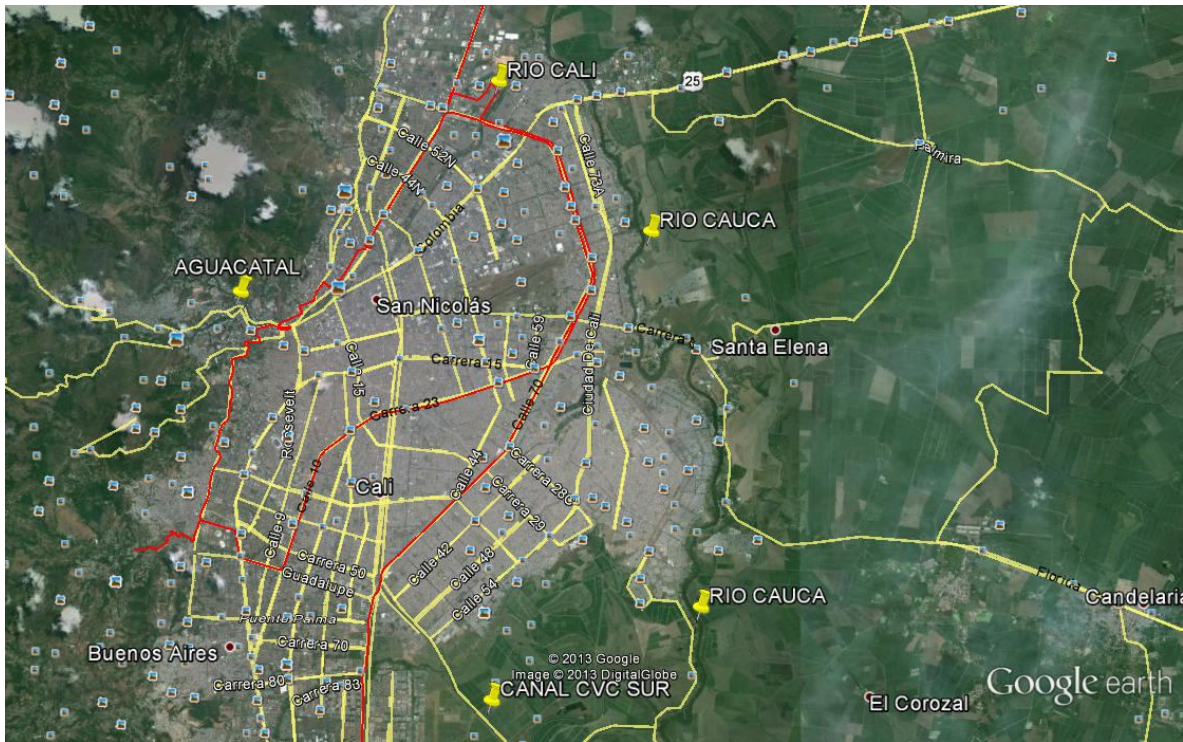 RIO CALI
25
Calle 52N
Calle 44N
Calle 73A
Palmira
Colombia
RIO CAUCA
AGUACATAL
San Nicolás
Carrera 8
Santa Elena
Calle 59
Carrera 15
Ciudad De Cali
Calle 15
Roosevelt
Calle 70
Carrera 23
Calle 44
Calle 10
Cali
Carrera 28C
Carrera 29
Calle 9
Calle 42
Calle 48
Carrera 50
Guadalupe
Calle 54
Florida
RIO CAUCA
Candelaria
Puente Palma
Carrera 70
Buenos Aires
Carrera 80
Carrera 83
© 2013 Google
Image © 2013 DigitalGlobe
CANAL CVC SUR
Google earth
El Corozal